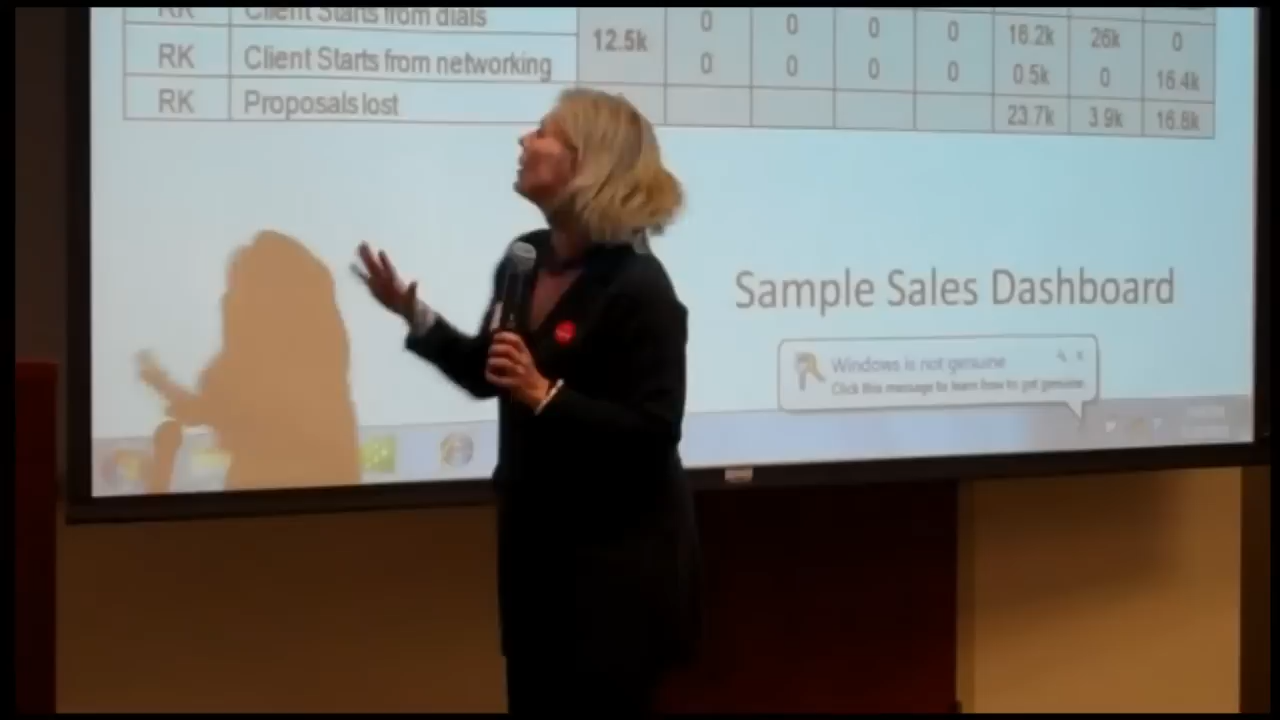 RK Client Starts from dials 0 0 0 0 16.2k 26k 0
12.5k
RK Client Starts from networking 0 0 0 0 0.5k 0 16.4k
RK Proposals lost 23.7k 3.9k 16.8k
Sample Sales Dashboard
Windows is not genuine
Click this message to learn how to get genuine